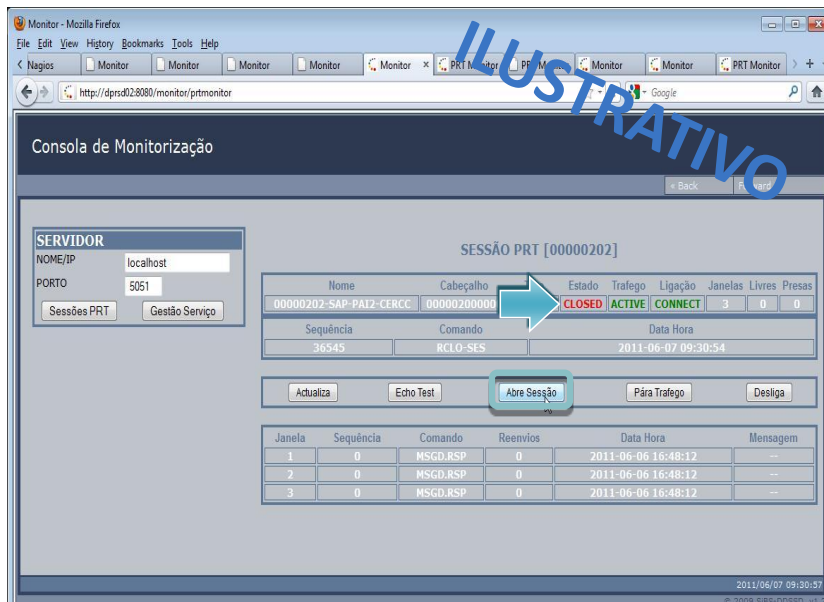 Monitor - Mozilla Firefox
File Edit View History Bookmarks Tools Help
Nagios Monitor Monitor Monitor Monitor Monitor × PRT Monitor Monitor Monitor PRT Monitor
http://dprsd02:8080/monitor/prtmonitor Google
ILUSTRATIVO
Consola de Monitorização
« Back
SERVIDOR
NOME/IP localhost
PORTO 5051
Sessões PRT Gestão Serviço
SESSÃO PRT [00000202]
Nome Cabeçalho Estado Trafego Ligação Janelas Livres Presas
00000202-SAP-PAI2-CERCC 00000200000 CLOSED ACTIVE CONNECT 3 0 0
Sequência Comando Data Hora
36545 RCLO-SES 2011-06-07 09:30:54
Actualiza Echo Test Abre Sessão Pára Trafego Desliga
Janela Sequência Comando Reenvios Data Hora Mensagem
1 0 MSGD.RSP 0 2011-06-06 16:48:12 --
2 0 MSGD.RSP 0 2011-06-06 16:48:12 --
3 0 MSGD.RSP 0 2011-06-06 16:48:12 --
2011/06/07 09:30:57